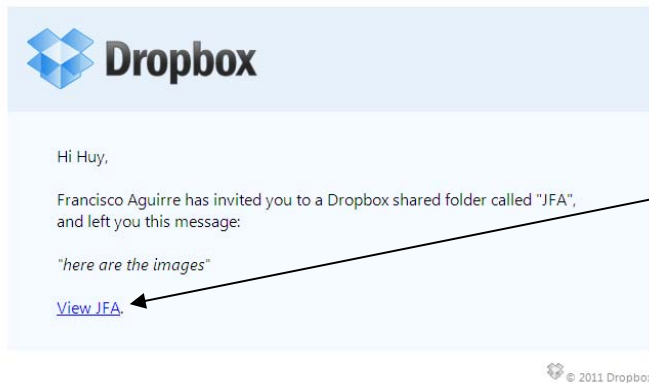 Dropbox
Hi Huy,
Francisco Aguirre has invited you to a Dropbox shared folder called "JFA",
and left you this message:
"here are the images"
View JFA.
© 2011 Dropbox